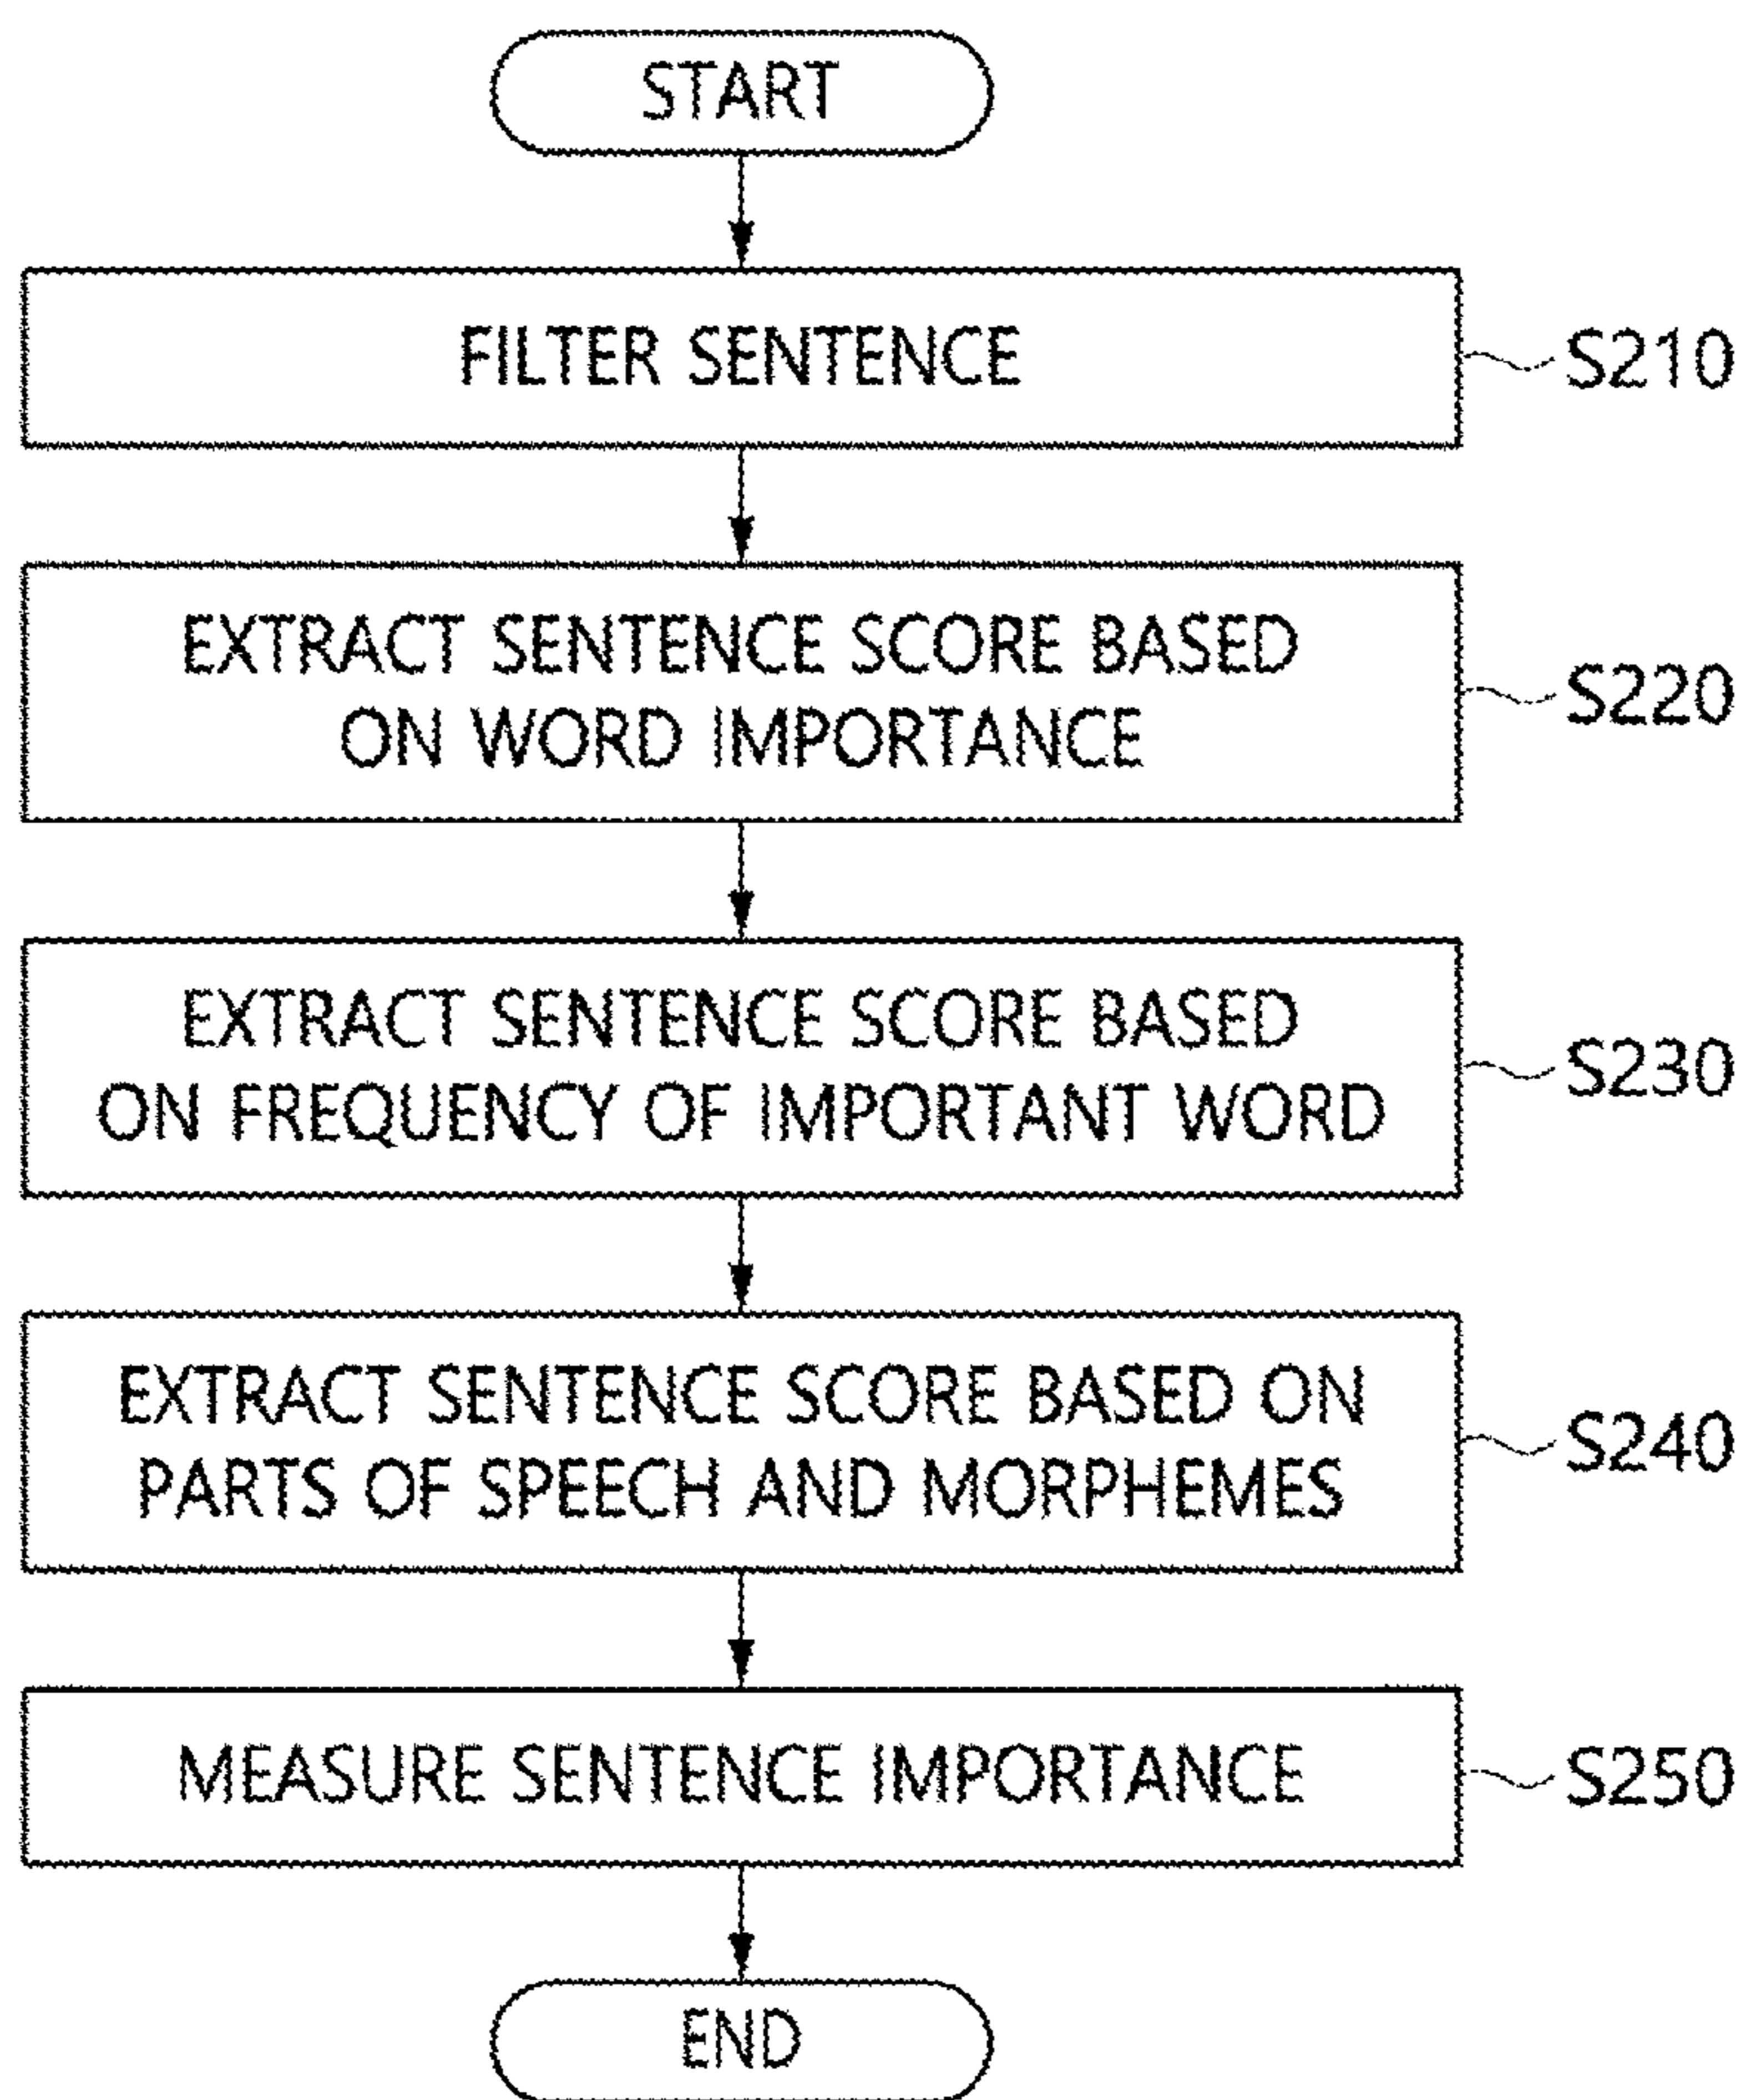 START
FILTER SENTENCE
S210
EXTRACT SENTENCE SCORE BASED
ON WORD IMPORTANCE
S220
EXTRACT SENTENCE SCORE BASED
ON FREQUENCY OF IMPORTANT WORD
S230
EXTRACT SENTENCE SCORE BASED ON
PARTS OF SPEECH AND MORPHEMES
S240
MEASURE SENTENCE IMPORTANCE
S250
END